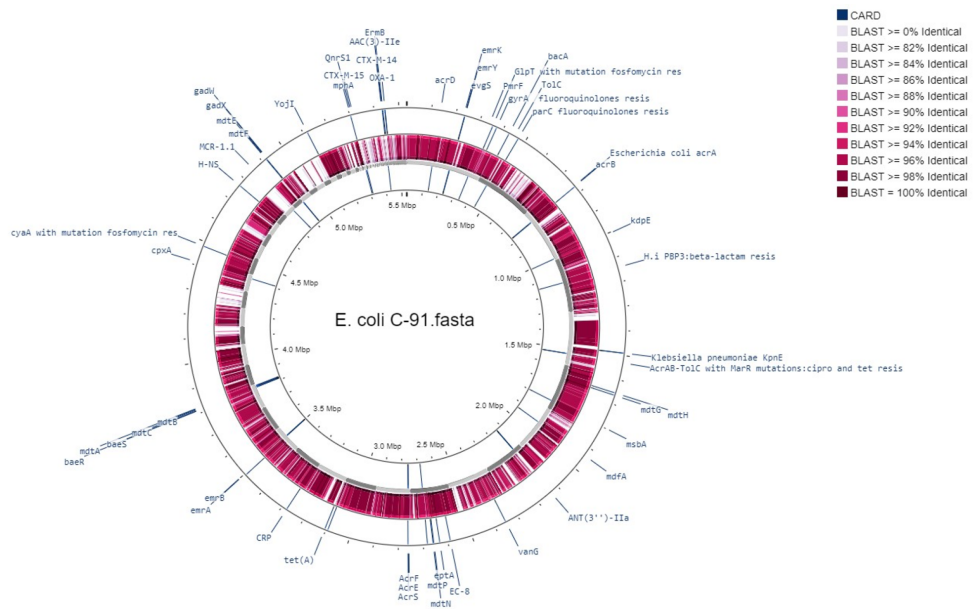 CARD
BLAST >= 0% Identical
BLAST >= 82% Identical
BLAST >= 84% Identical
BLAST >= 86% Identical
BLAST >= 88% Identical
BLAST >= 90% Identical
BLAST >= 92% Identical
BLAST >= 94% Identical
BLAST >= 96% Identical
BLAST >= 98% Identical
BLAST = 100% Identical
ErmB
AAC(3)-IIe
QnrS1 CTX-M-14
CTX-M-15 OXA-1
mphA
acrD
emrK
emrY
evgS
bacA
GlpT with mutation fosfomycin res
PmrF TolC
gyrA fluoroquinolones resis
parC fluoroquinolones resis
Escherichia coli acrA
acrB
kdpE
H.i PBP3:beta-lactam resis
Klebsiella pneumoniae KpnE
AcrAB-TolC with MarR mutations:cipro and tet resis
mdtG
mdtH
msbA
mdfA
ANT(3'')-IIa
vanG
EC-8
eptA
mdtP
mdtN
AcrF
AcrE
AcrS
tet(A)
CRP
emrB
emrA
mdtB
mdtC
baeS
mdtA
baeR
cpxA
cyaA with mutation fosfomycin res
H-NS
MCR-1.1
mdtF
mdtE
gadX
gadW
YojI
5.5 Mbp
0.5 Mbp
1.0 Mbp
1.5 Mbp
2.0 Mbp
2.5 Mbp
3.0 Mbp
3.5 Mbp
4.0 Mbp
4.5 Mbp
5.0 Mbp
E. coli C-91.fasta